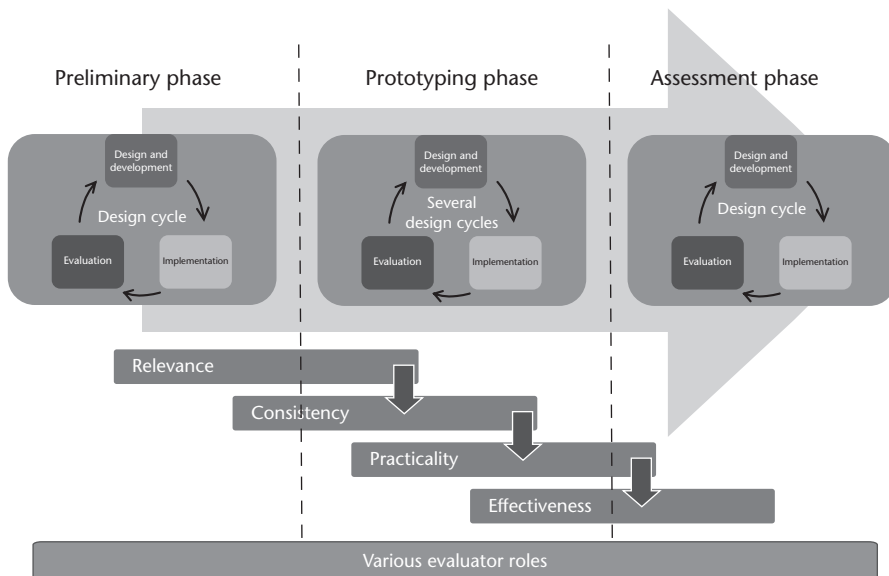 Preliminary phase
Prototyping phase
Assessment phase
Design and
development
Design cycle
Evaluation
Implementation
Design and
development
Several
design cycles
Evaluation
Implementation
Design and
development
Design cycle
Evaluation
Implementation
Relevance
Consistency
Practicality
Effectiveness
Various evaluator roles